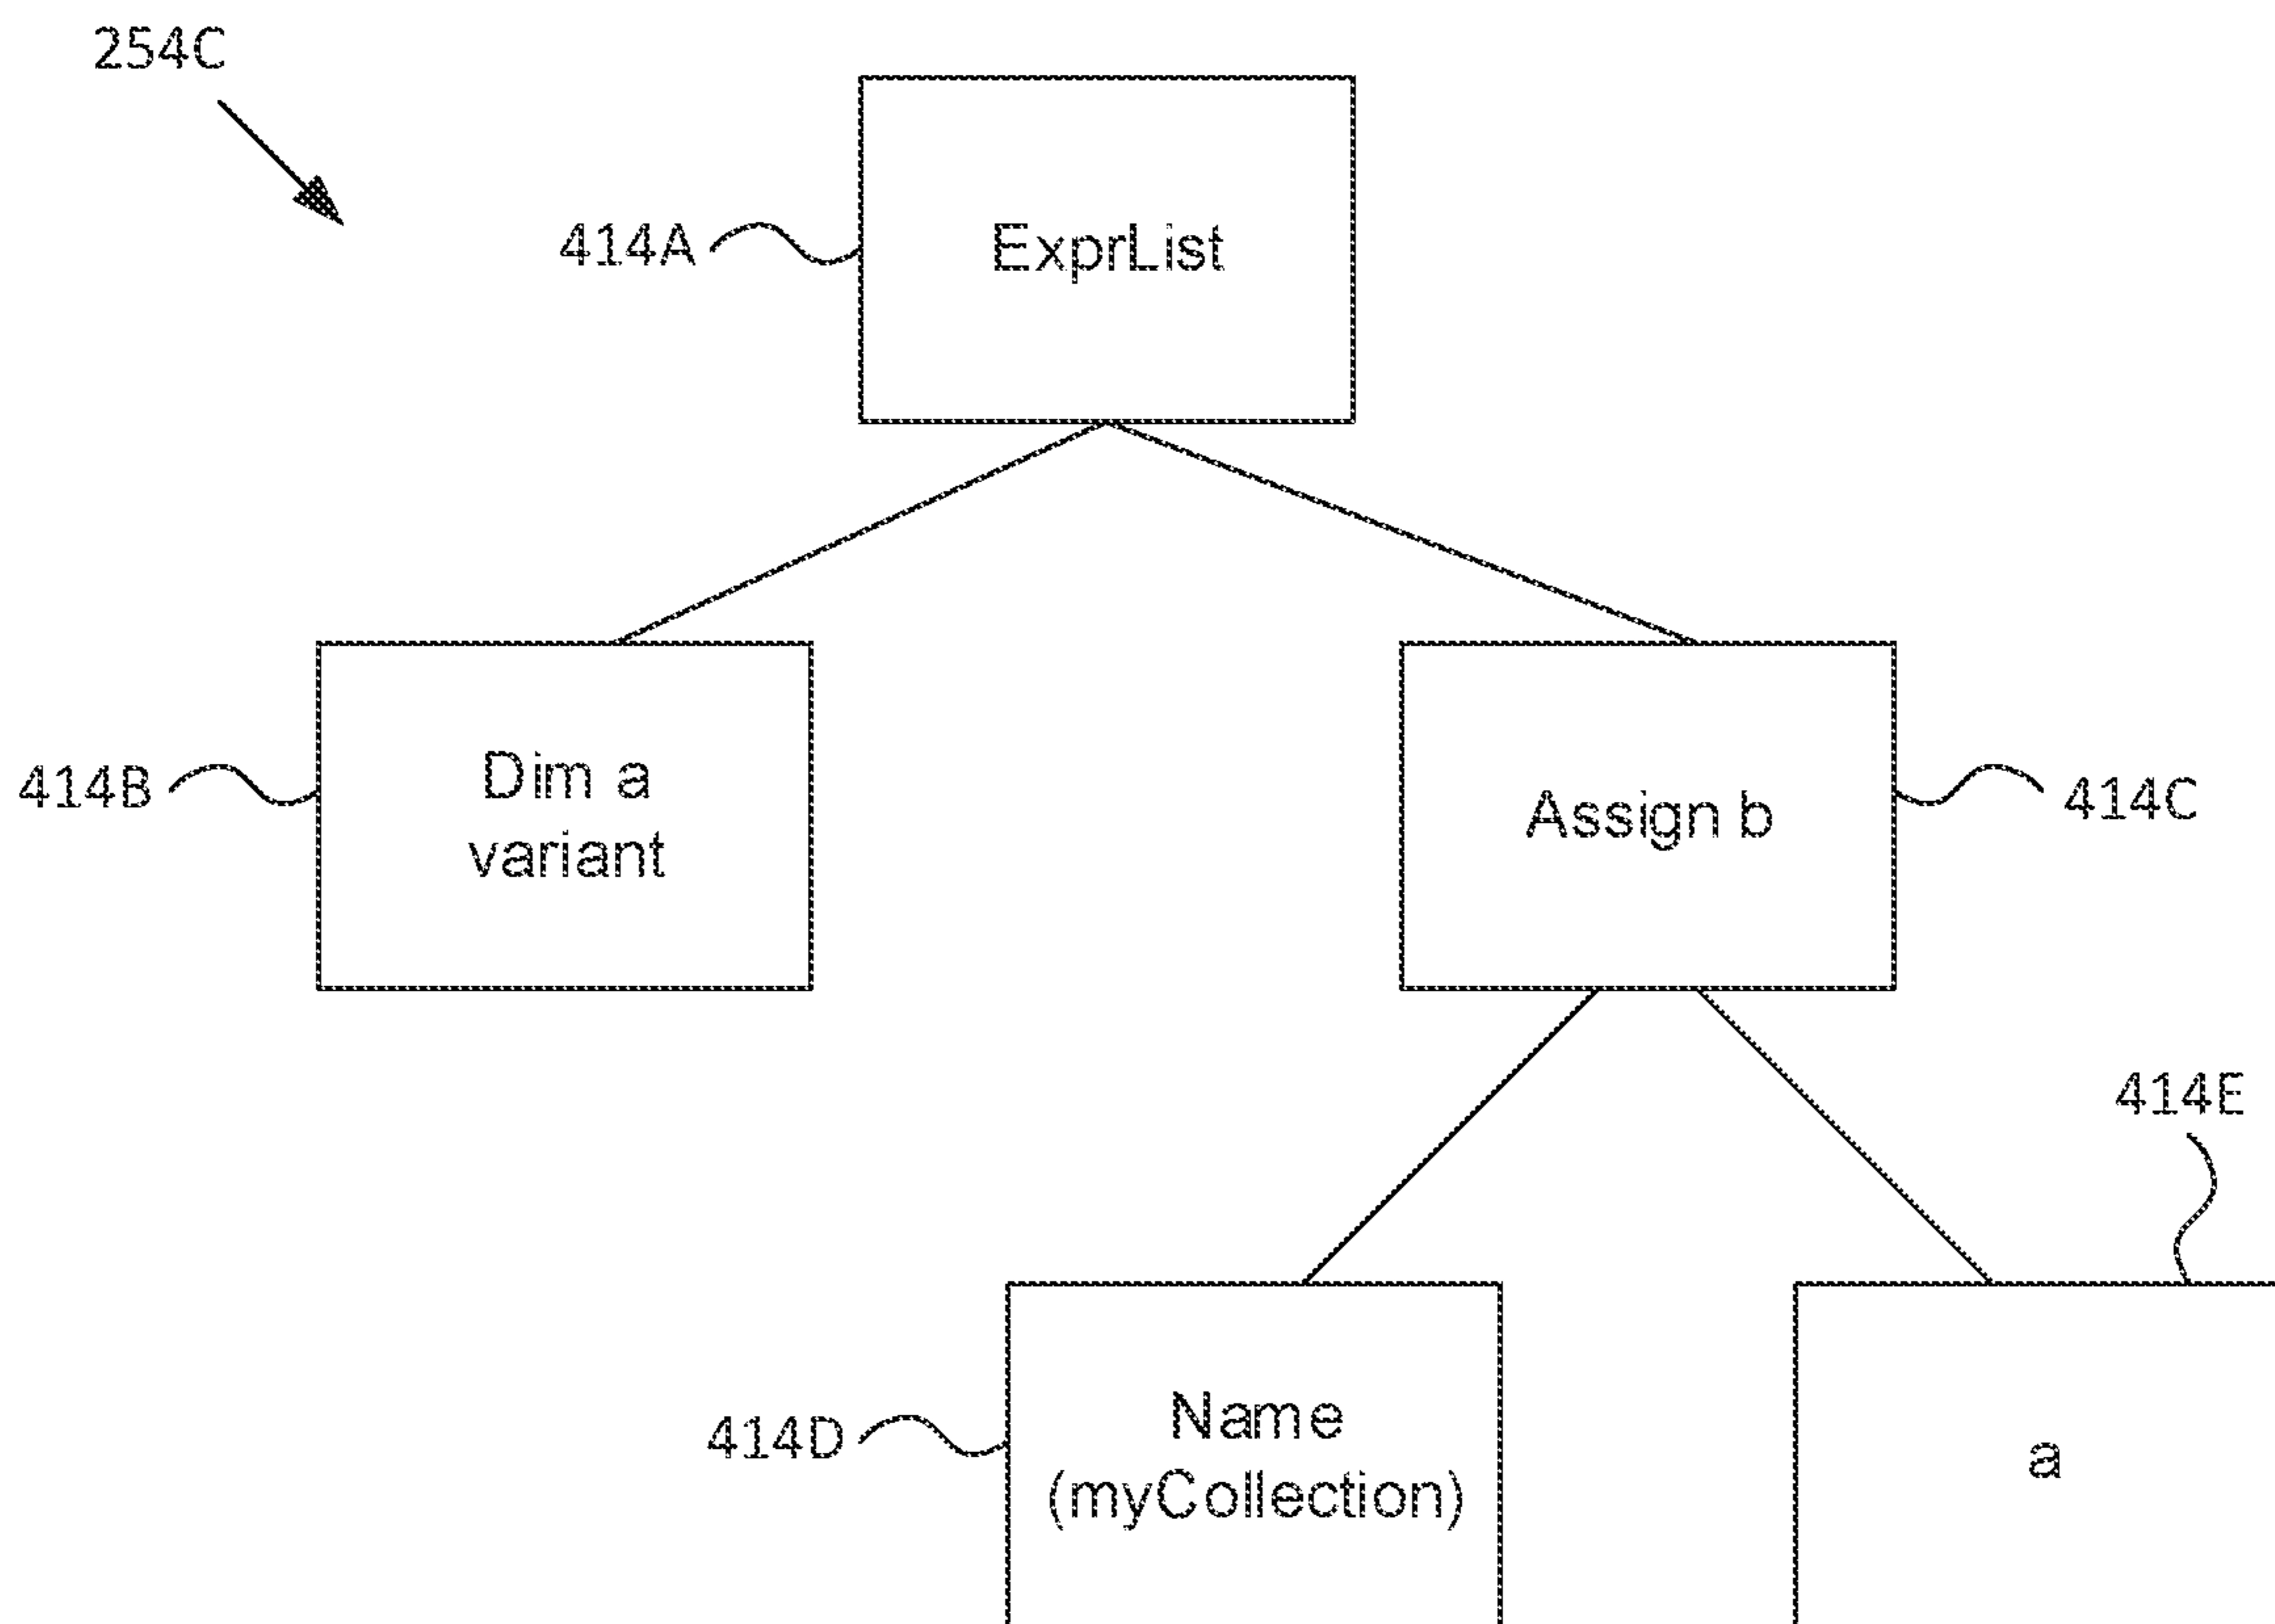 254C
414A
ExprList
414B
Dim a
variant
Assign b
414C
414E
414D
Name
(myCollection)
a